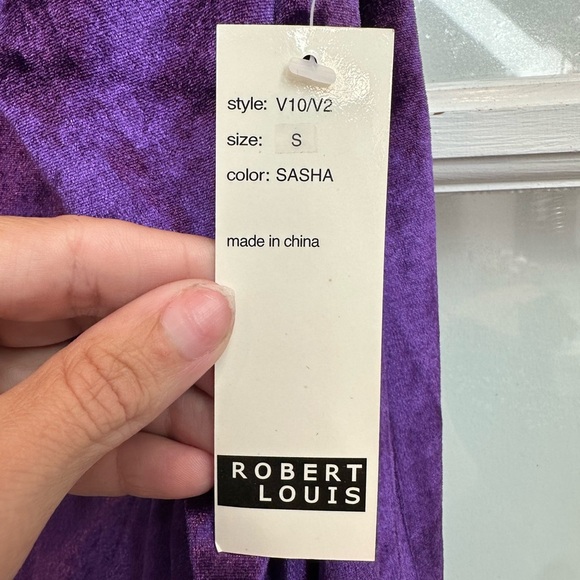 style: V10/V2
size: S
color: SASHA
made in china
ROBERT
LOUIS